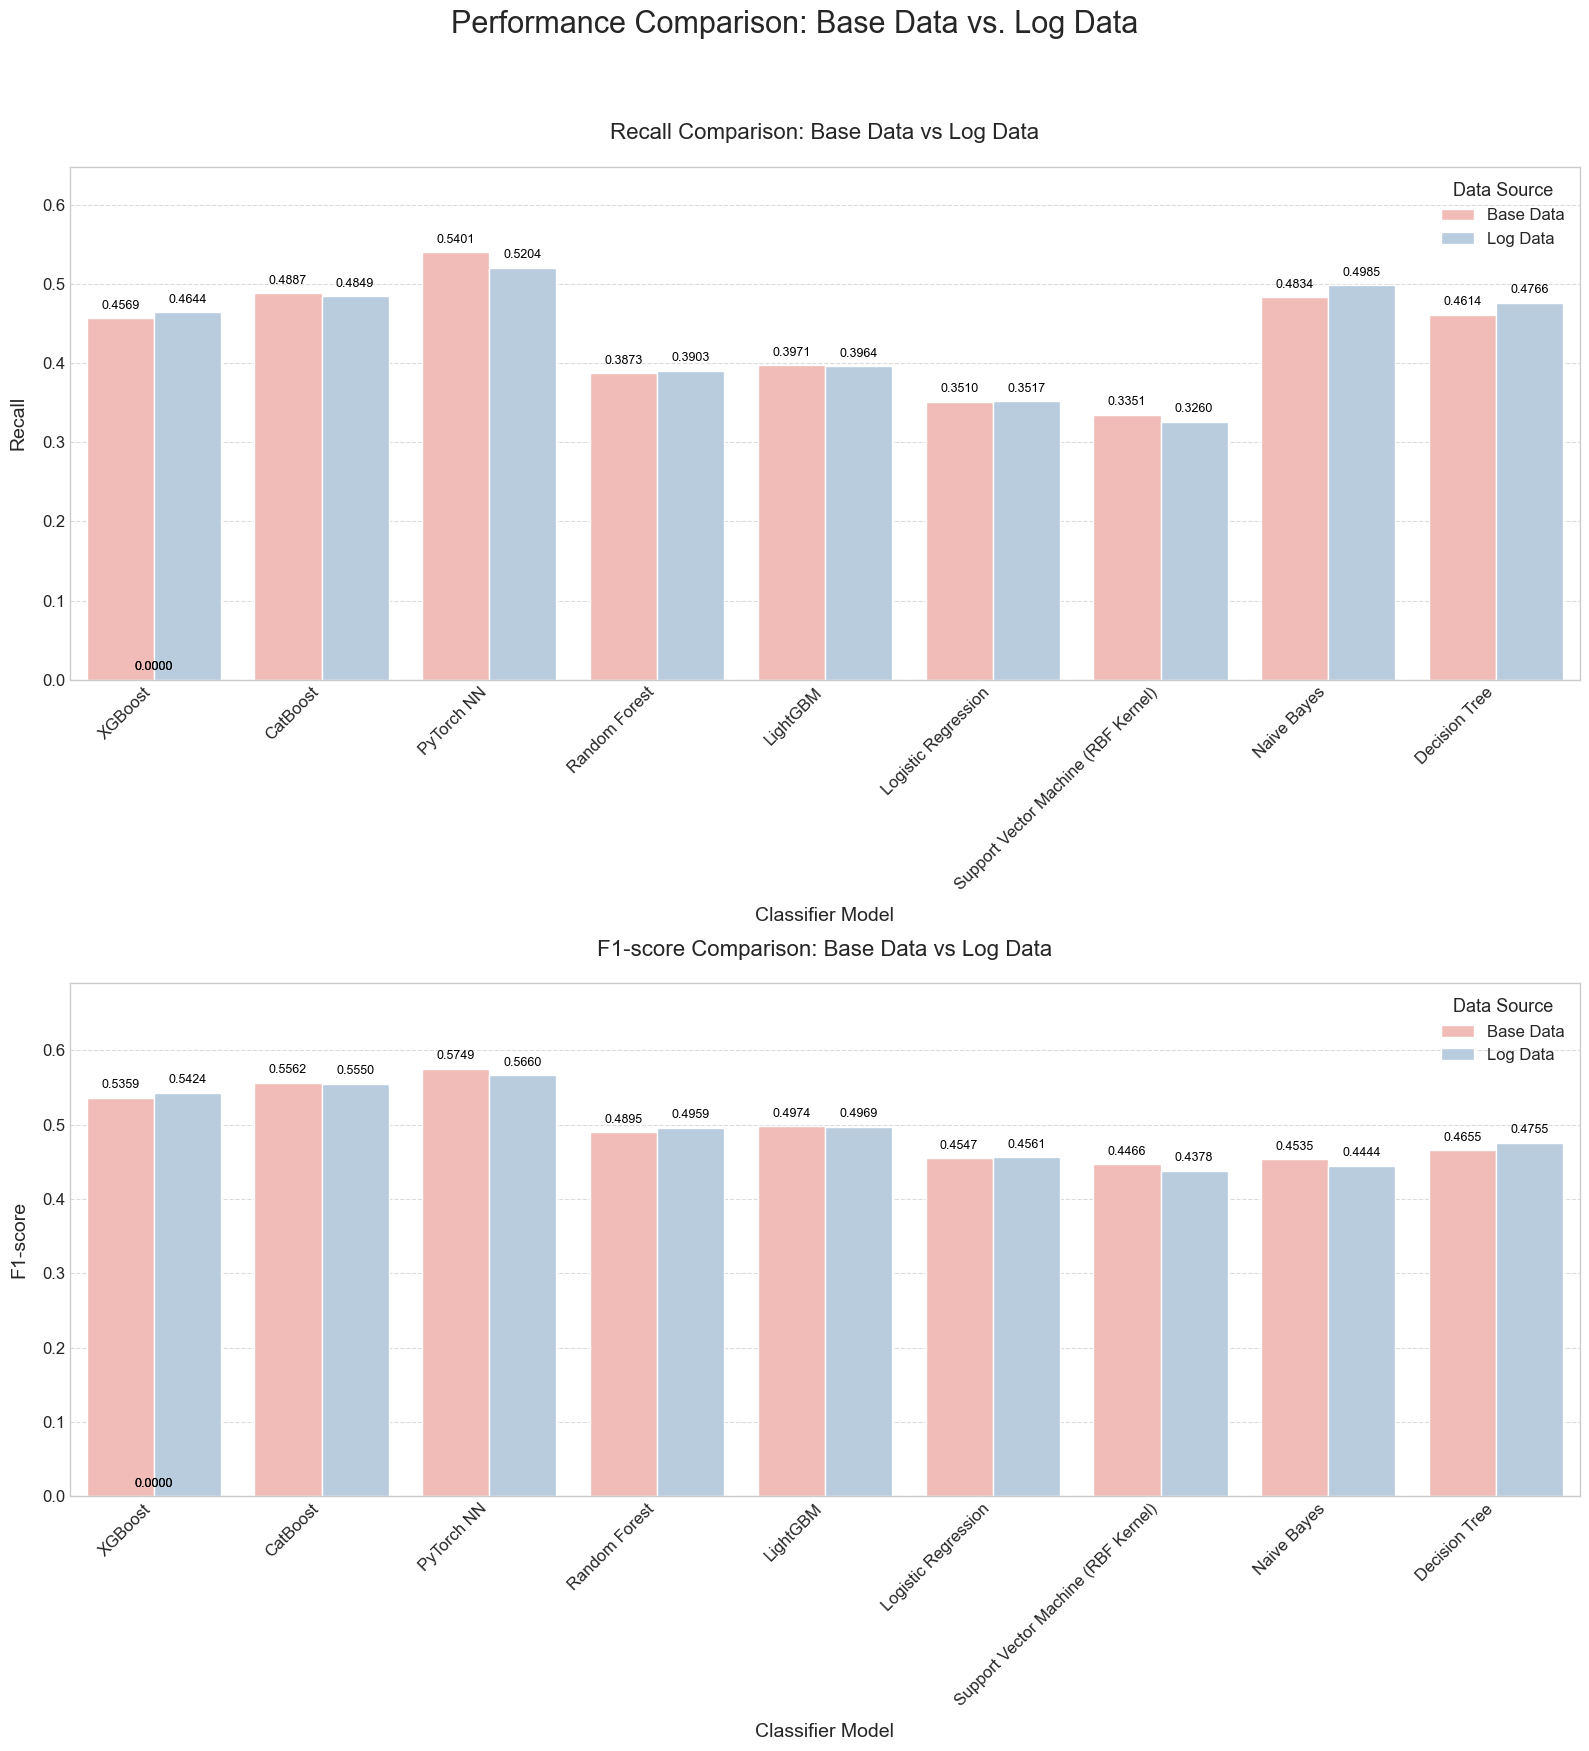 Performance Comparison: Base Data vs. Log Data
Recall Comparison: Base Data vs Log Data
Data Source
Base Data
Log Data
Recall
0.6
0.5
0.4
0.3
0.2
0.1
0.0
0.4569
0.4644
0.4887
0.4849
0.5401
0.5204
0.3873
0.3903
0.3971
0.3964
0.3510
0.3517
0.3351
0.3260
0.4834
0.4985
0.4614
0.4766
0.0000
XGBoost
CatBoost
PyTorch NN
Random Forest
LightGBM
Logistic Regression
Support Vector Machine (RBF Kernel)
Naive Bayes
Decision Tree
Classifier Model
F1-score Comparison: Base Data vs Log Data
Data Source
Base Data
Log Data
F1-score
0.6
0.5
0.4
0.3
0.2
0.1
0.0
0.5359
0.5424
0.5562
0.5550
0.5749
0.5660
0.4895
0.4959
0.4974
0.4969
0.4547
0.4561
0.4466
0.4378
0.4535
0.4444
0.4655
0.4755
0.0000
XGBoost
CatBoost
PyTorch NN
Random Forest
LightGBM
Logistic Regression
Support Vector Machine (RBF Kernel)
Naive Bayes
Decision Tree
Classifier Model